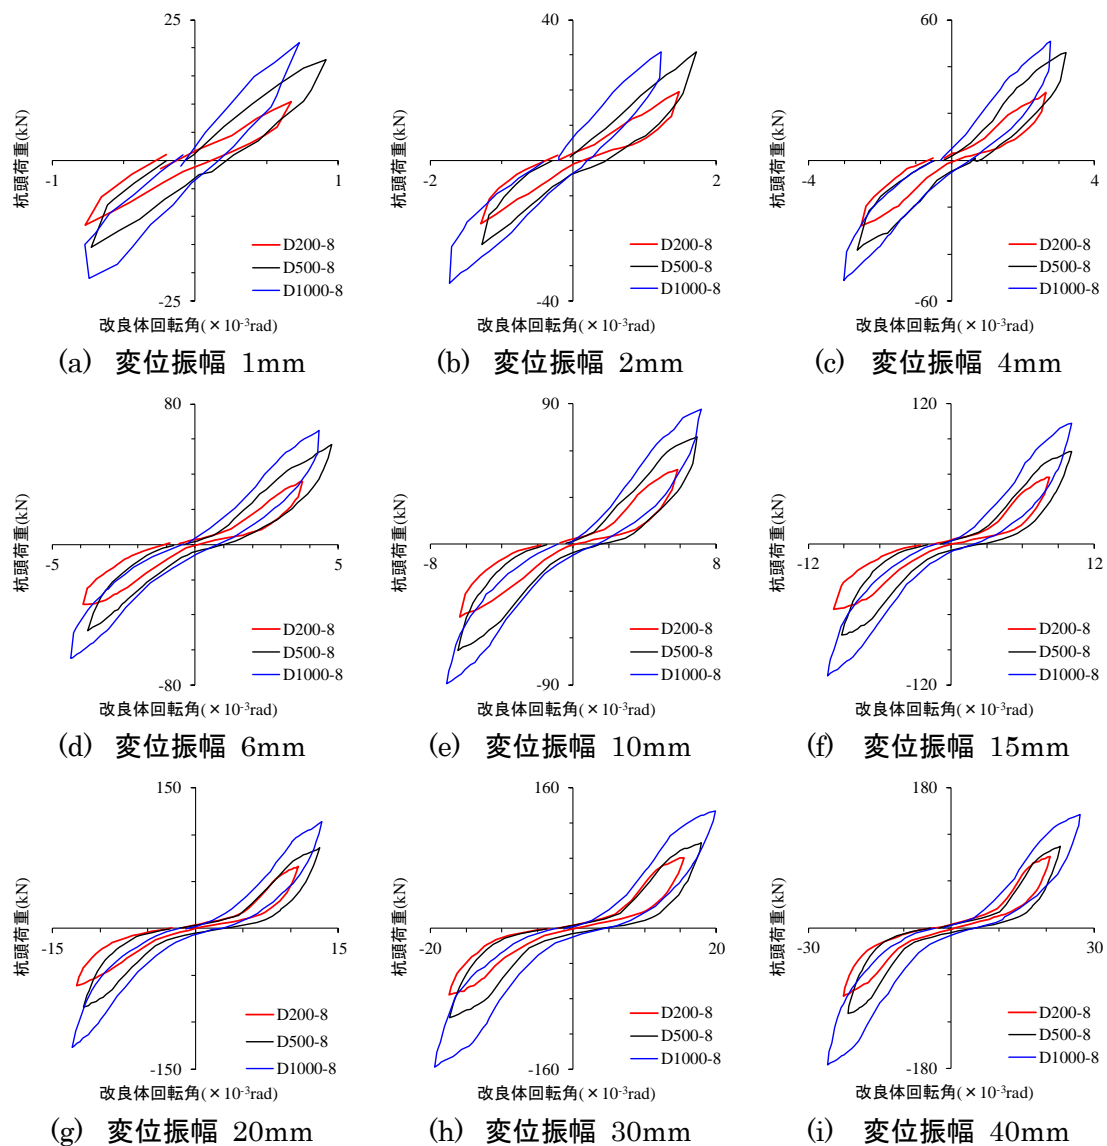 25
杭頭荷重(kN)
-1
1
D200-8
D500-8
D1000-8
-25
改良体回転角(×10-3rad)
(a) 変位振幅 1mm
40
杭頭荷重(kN)
-2
2
D200-8
D500-8
D1000-8
-40
改良体回転角(×10-3rad)
(b) 変位振幅 2mm
60
杭頭荷重(kN)
-4
4
D200-8
D500-8
D1000-8
-60
改良体回転角(×10-3rad)
(c) 変位振幅 4mm
80
杭頭荷重(kN)
-5
5
D200-8
D500-8
D1000-8
-80
改良体回転角(×10-3rad)
(d) 変位振幅 6mm
90
杭頭荷重(kN)
-8
8
D200-8
D500-8
D1000-8
-90
改良体回転角(×10-3rad)
(e) 変位振幅 10mm
120
杭頭荷重(kN)
-12
12
D200-8
D500-8
D1000-8
-120
改良体回転角(×10-3rad)
(f) 変位振幅 15mm
150
杭頭荷重(kN)
-15
15
D200-8
D500-8
D1000-8
-150
改良体回転角(×10-3rad)
(g) 変位振幅 20mm
160
杭頭荷重(kN)
-20
20
D200-8
D500-8
D1000-8
-160
改良体回転角(×10-3rad)
(h) 変位振幅 30mm
180
杭頭荷重(kN)
-30
30
D200-8
D500-8
D1000-8
-180
改良体回転角(×10-3rad)
(i) 変位振幅 40mm